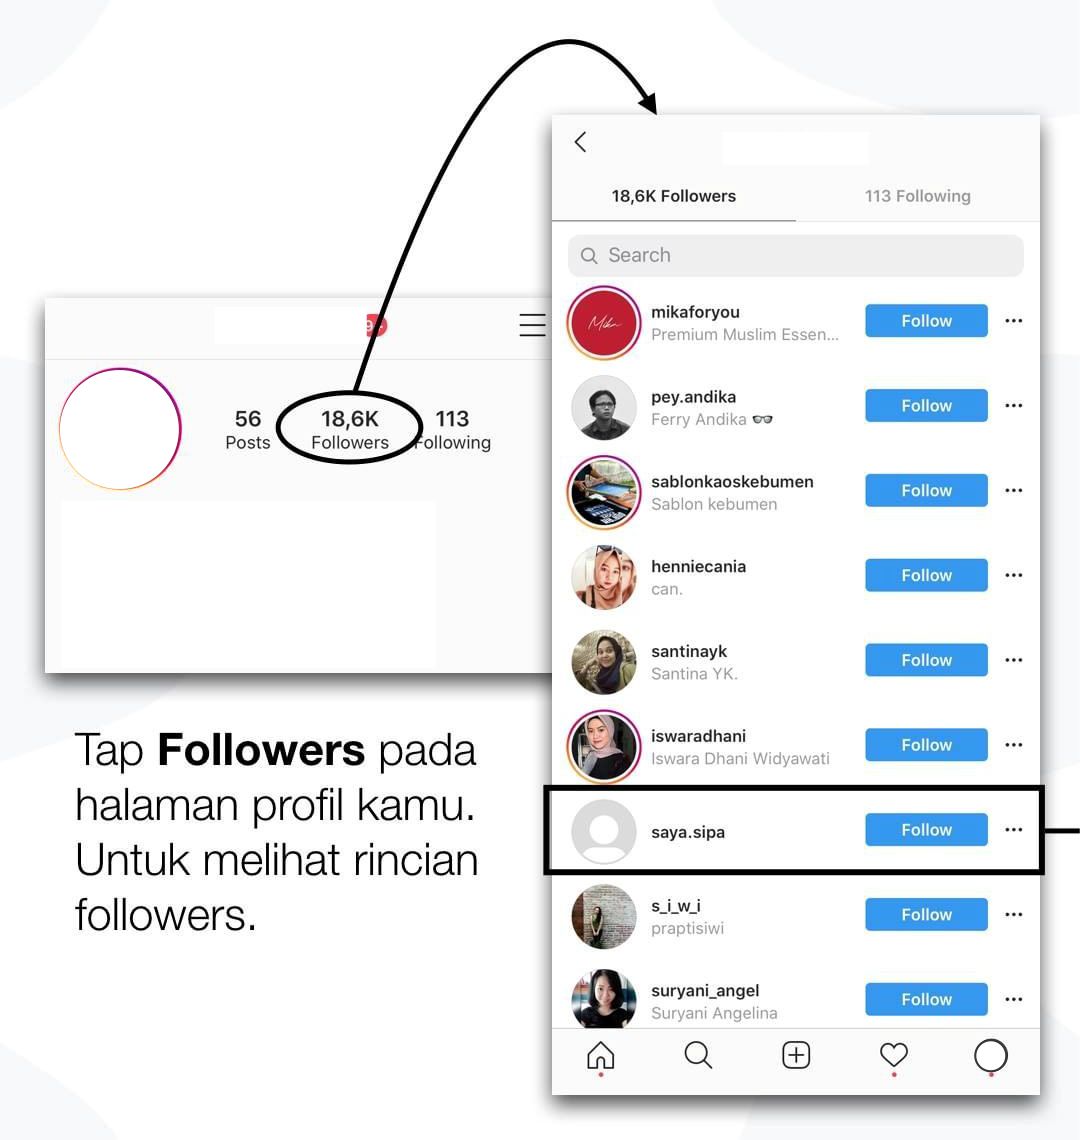 56
Posts
18,6K
Followers
113
Following
Tap Followers pada
halaman profil kamu.
Untuk melihat rincian
followers.
18,6K Followers
113 Following
Search
mikaforyou
Premium Muslim Essen...
Follow
pey.andika
Ferry Andika 🕶️
Follow
sablonkaoskebumen
Sablon kebumen
Follow
henniecania
can.
Follow
santinayk
Santina YK.
Follow
iswaradhani
Iswara Dhani Widyawati
Follow
saya.sipa
Follow
s_i_w_i
praptisiwi
Follow
suryani_angel
Suryani Angelina
Follow